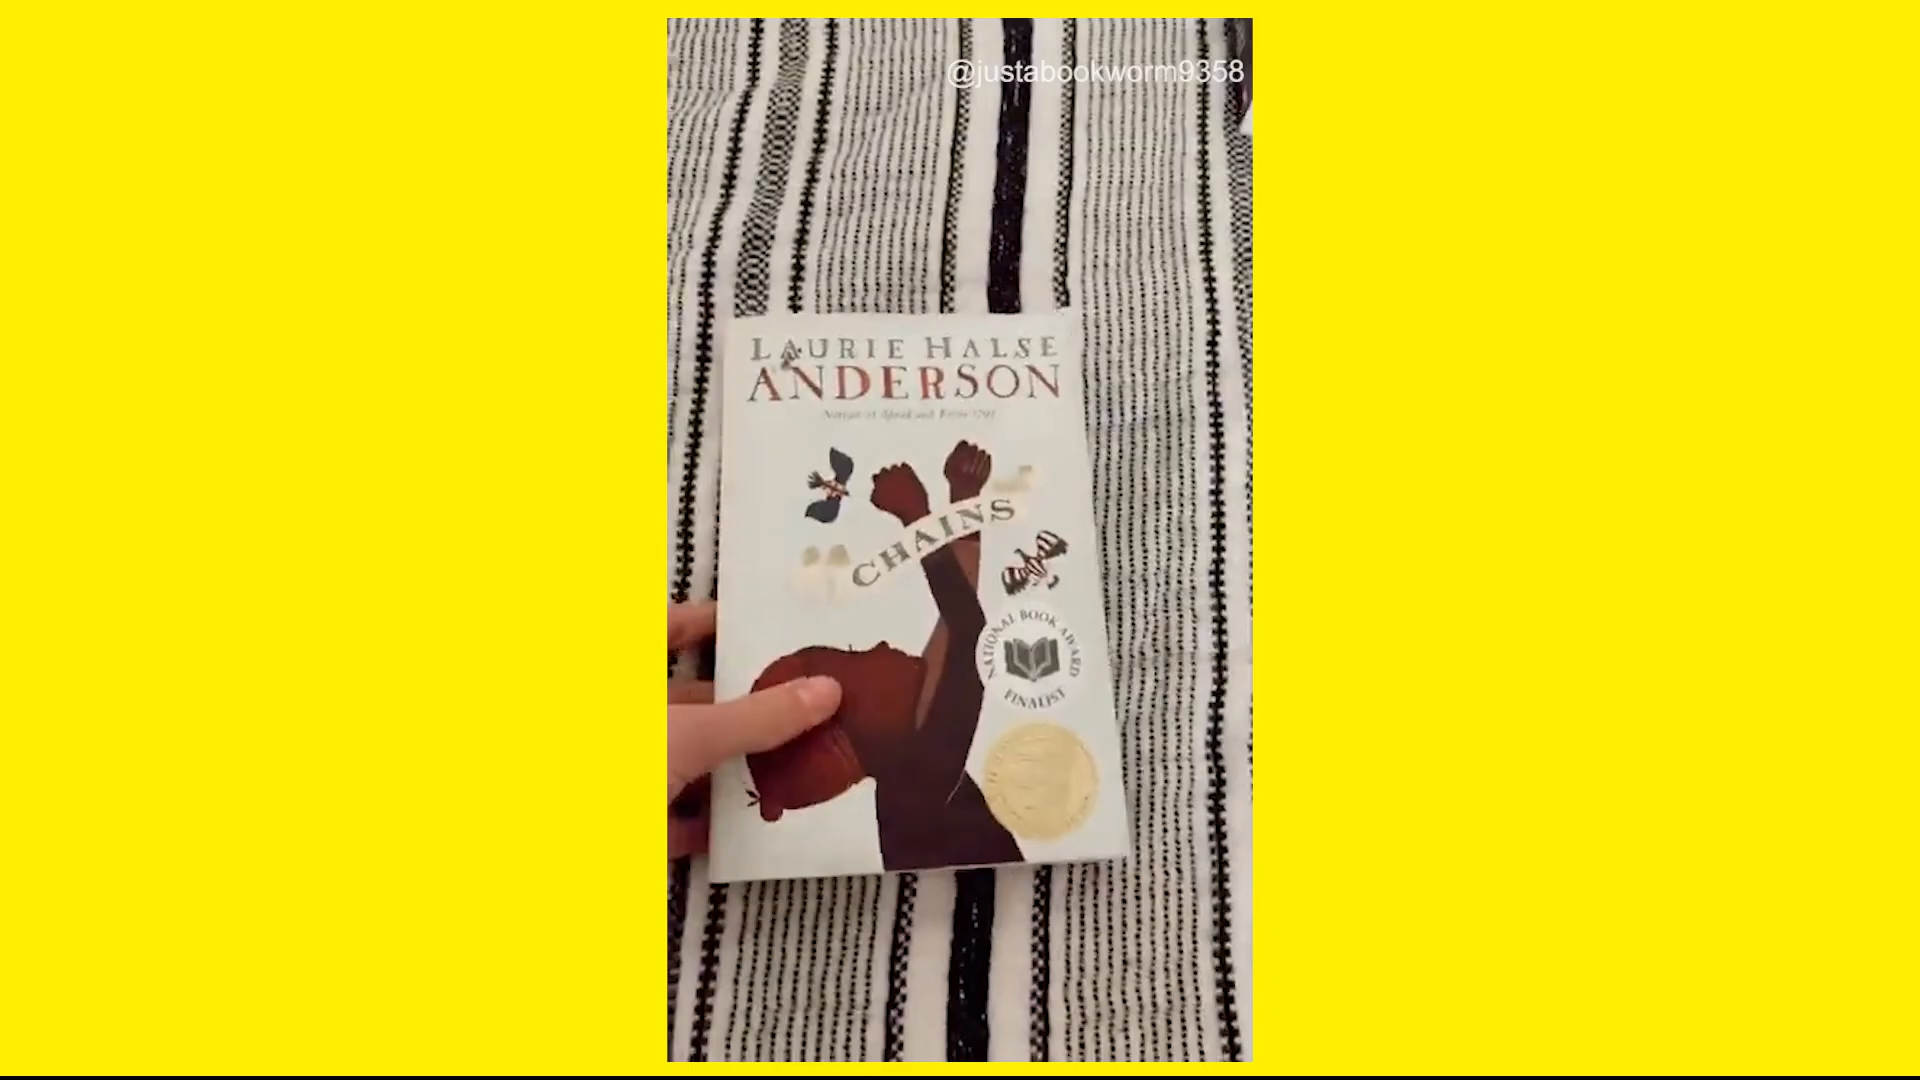 @justabookworm9358
LAURIE HALSE
ANDERSON
CHAINS
NATIONAL BOOK AWARD
FINALIST